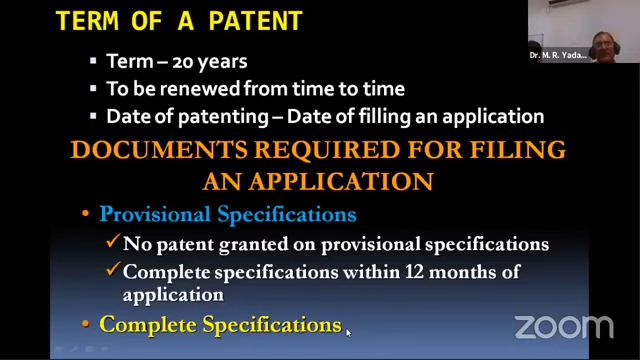 TERM OF A PATENT
Term – 20 years
To be renewed from time to time
Date of patenting – Date of filling an application
DOCUMENTS REQUIRED FOR FILING
AN APPLICATION
Provisional Specifications
No patent granted on provisional specifications
Complete specifications within 12 months of
application
Complete Specifications
Dr. M. R. Yada...
zoom